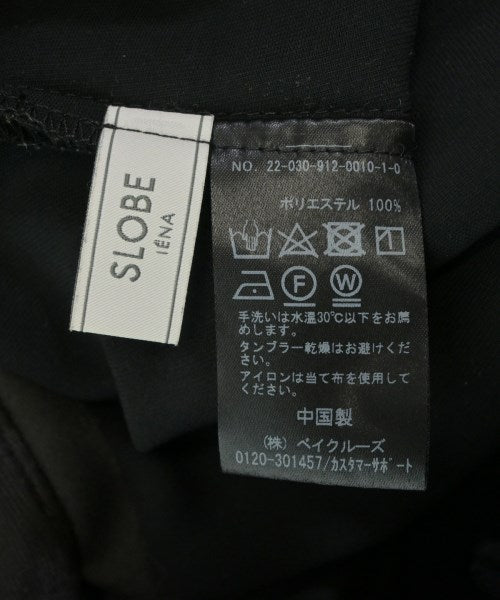 SLOBE
IÉNA
NO. 22-030-912-0010-1-0
ポリエステル 100%
F
W
手洗いは水温30℃以下をお薦
めします。
タンブラー乾燥はお避けくださ
い。
アイロンは当て布を使用して
ください。
中国製
(株) ベイクルーズ
0120-301457/カスタマーサポート